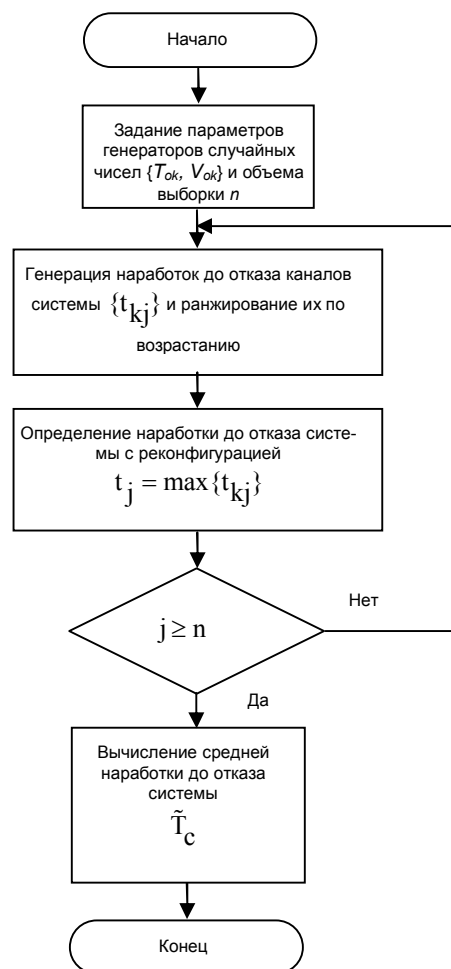 Начало
Задание параметров
генераторов случайных
чисел {Tok, Vok} и объема
выборки n
Генерация наработок до отказа каналов
системы {tkj} и ранжирование их по
возрастанию
Определение наработки до отказа систе-
мы с реконфигурацией
tj = max{tkj}
j ≥ n
Нет
Да
Вычисление средней
наработки до отказа
системы
T̃c
Конец